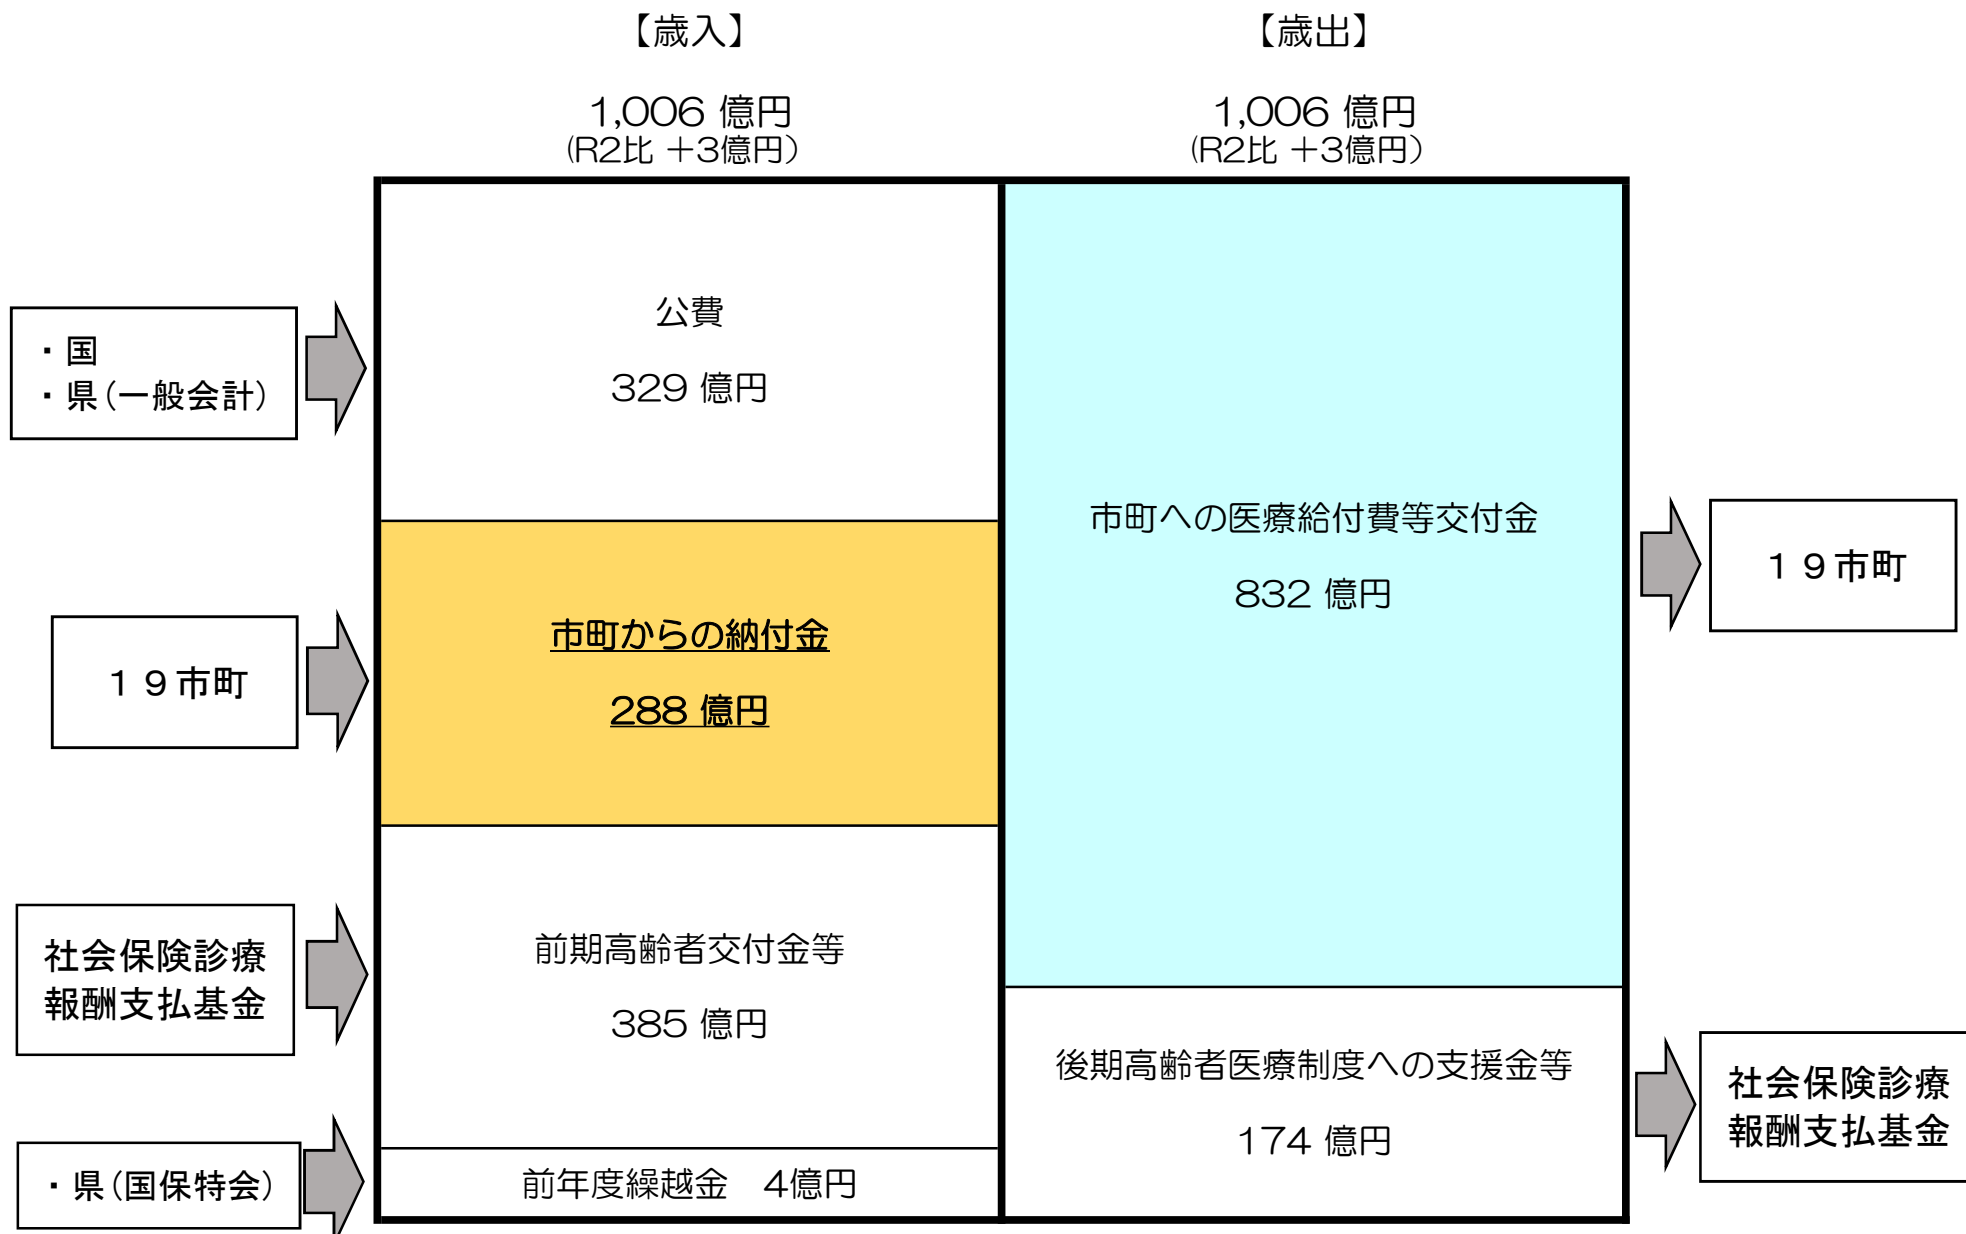 【歳入】
1,006 億円
(R2比 +3億円)
【歳出】
1,006 億円
(R2比 +3億円)
・国
・県(一般会計)
公費
329 億円
19市町
市町からの納付金
288 億円
社会保険診療
報酬支払基金
前期高齢者交付金等
385 億円
・県(国保特会)
前年度繰越金 4億円
市町への医療給付費等交付金
832 億円
19市町
後期高齢者医療制度への支援金等
174 億円
社会保険診療
報酬支払基金